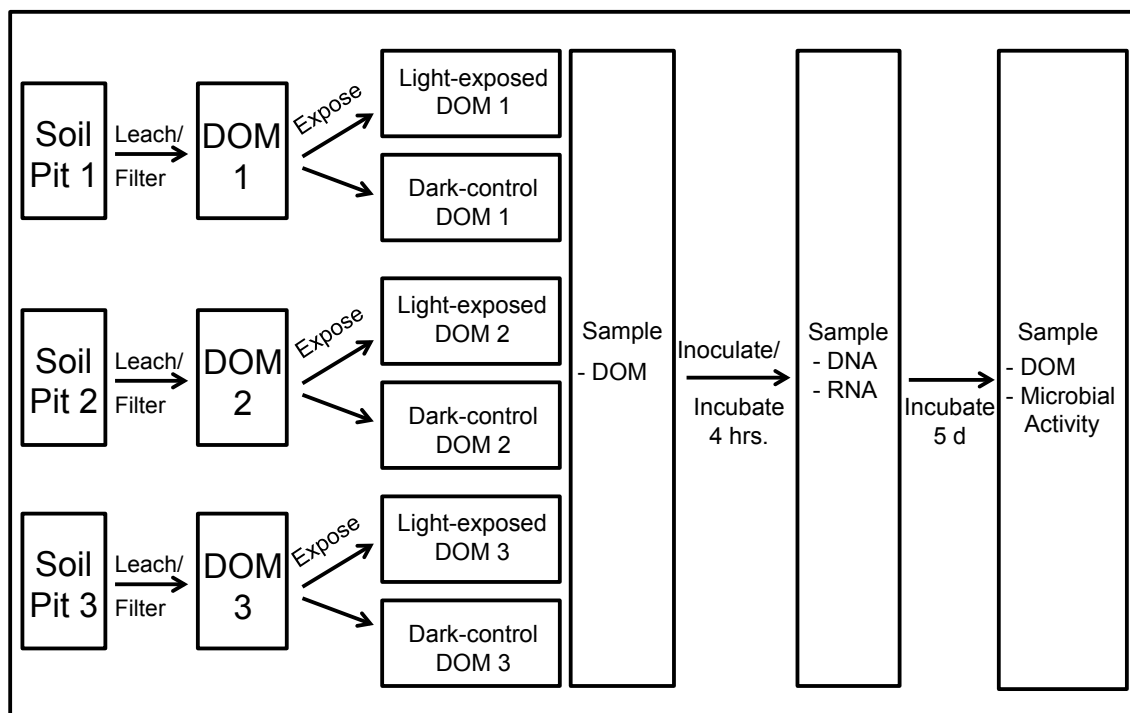 Soil
Pit 1
Leach/
Filter
DOM
1
Expose
Light-exposed
DOM 1
Dark-control
DOM 1
Soil
Pit 2
Leach/
Filter
DOM
2
Expose
Light-exposed
DOM 2
Dark-control
DOM 2
Soil
Pit 3
Leach/
Filter
DOM
3
Expose
Light-exposed
DOM 3
Dark-control
DOM 3
Sample
- DOM
Inoculate/
Incubate
4 hrs.
Sample
- DNA
- RNA
Incubate
5 d
Sample
- DOM
- Microbial
Activity